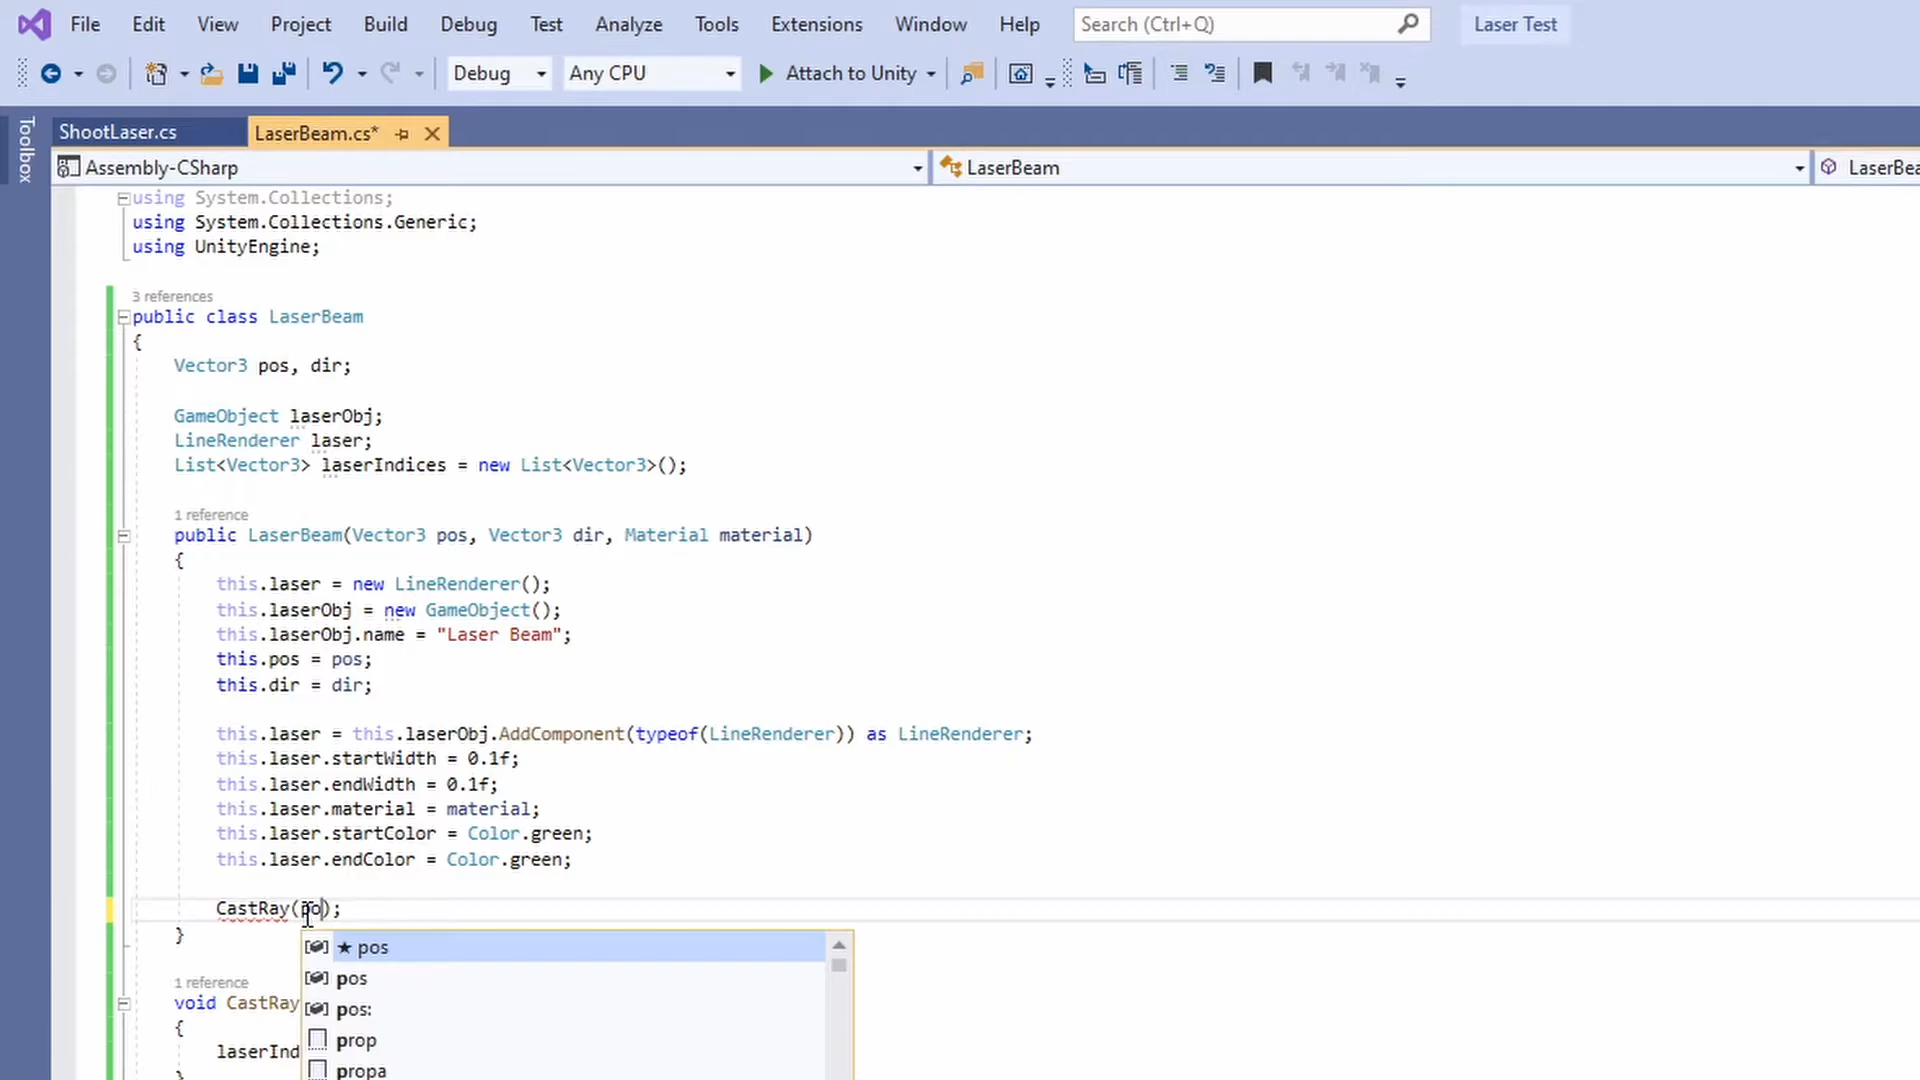 File Edit View Project Build Debug Test Analyze Tools Extensions Window Help Search (Ctrl+Q) Laser Test
Debug Any CPU Attach to Unity
Toolbox
ShootLaser.cs LaserBeam.cs*
Assembly-CSharp LaserBeam LaserBea
using System.Collections;
using System.Collections.Generic;
using UnityEngine;
3 references
public class LaserBeam
{
Vector3 pos, dir;
GameObject laserObj;
LineRenderer laser;
List<Vector3> laserIndices = new List<Vector3>();
1 reference
public LaserBeam(Vector3 pos, Vector3 dir, Material material)
{
this.laser = new LineRenderer();
this.laserObj = new GameObject();
this.laserObj.name = "Laser Beam";
this.pos = pos;
this.dir = dir;
this.laser = this.laserObj.AddComponent(typeof(LineRenderer)) as LineRenderer;
this.laser.startWidth = 0.1f;
this.laser.endWidth = 0.1f;
this.laser.material = material;
this.laser.startColor = Color.green;
this.laser.endColor = Color.green;
CastRay(po);
}
★ pos
pos
pos:
prop
propa
1 reference
void CastRay
{
laserInd
}